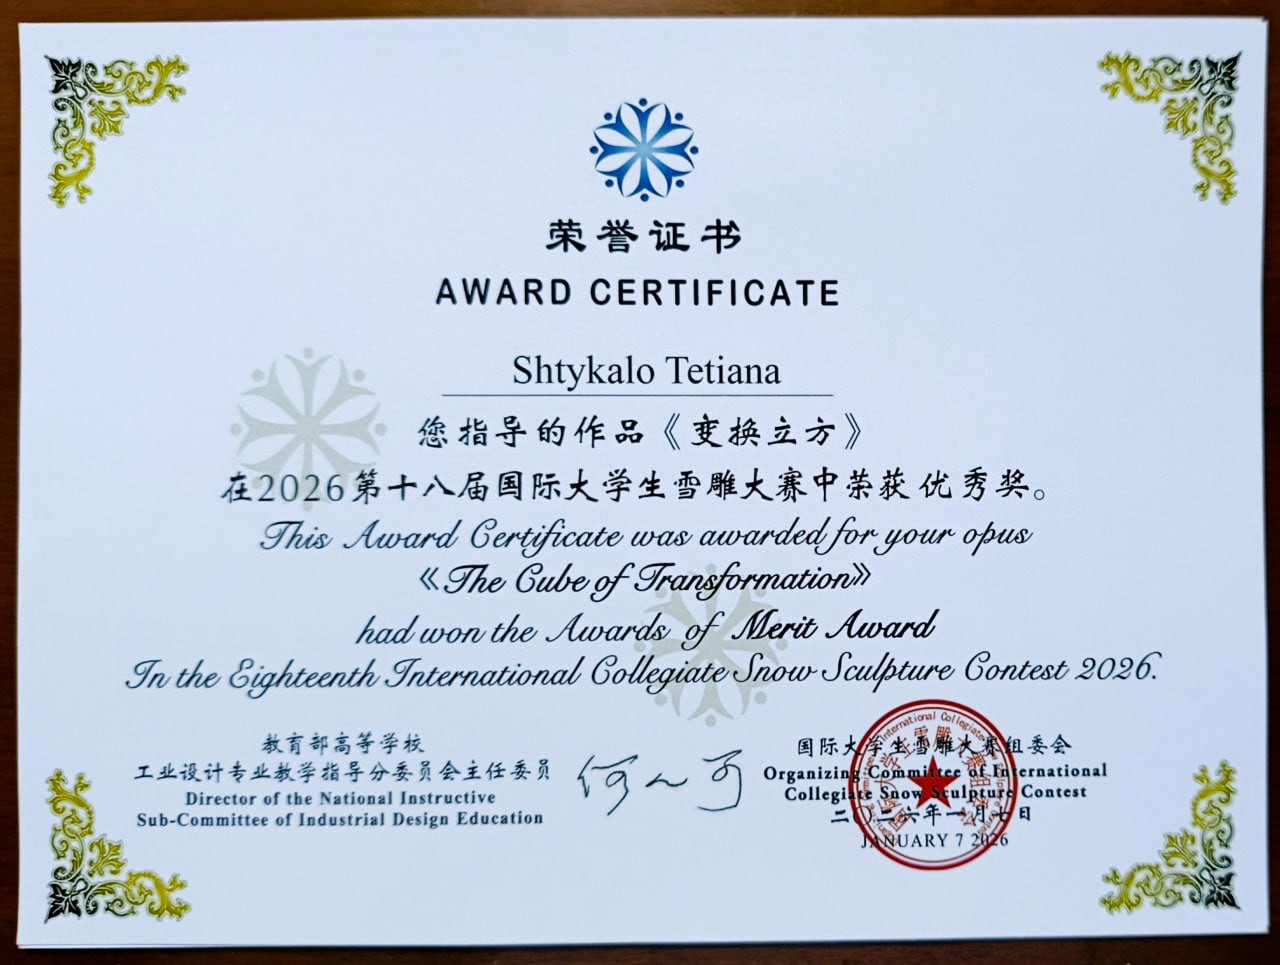 荣誉证书
AWARD CERTIFICATE
Shtykalo Tetiana
您指导的作品《变换立方》
在2026第十八届国际大学生雪雕大赛中荣获优秀奖。
This Award Certificate was awarded for your opus
《The Cube of Transformation》
had won the Awards of Merit Award
In the Eighteenth International Collegiate Snow Sculpture Contest 2026.
教育部高等学校
工业设计专业教学指导分委员会主任委员
Director of the National Instructive
Sub-Committee of Industrial Design Education
国际大学生雪雕大赛组委会
Organizing Committee of International
Collegiate Snow Sculpture Contest
二〇二六年一月七日
JANUARY 7 2026